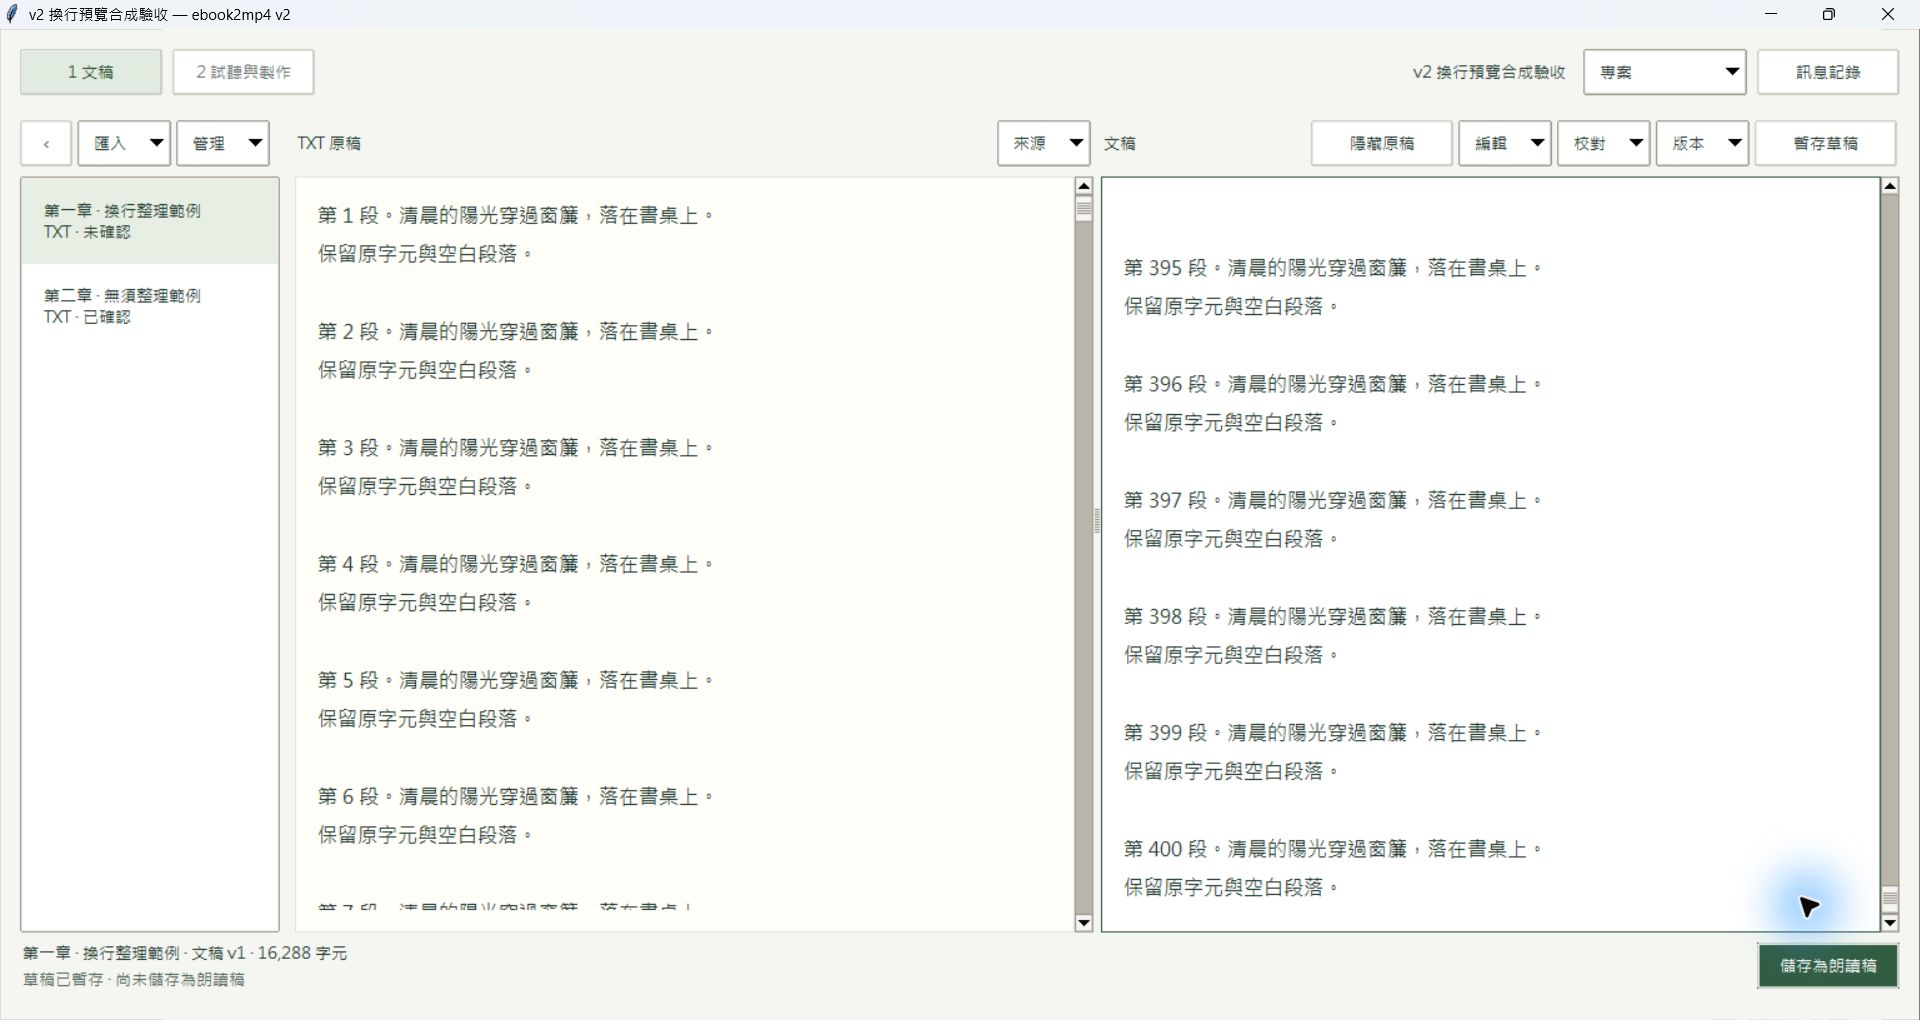 v2 換行預覽合成驗收 — ebook2mp4 v2
1 文稿
2 試聽與製作
v2 換行預覽合成驗收
專案
訊息記錄
‹
匯入
管理
TXT 原稿
來源
文稿
隱藏原稿
編輯
校對
版本
暫存草稿
第一章 · 換行整理範例
TXT · 未確認
第二章 · 無須整理範例
TXT · 已確認
第 1 段。清晨的陽光穿過窗簾，落在書桌上。
保留原字元與空白段落。
第 2 段。清晨的陽光穿過窗簾，落在書桌上。
保留原字元與空白段落。
第 3 段。清晨的陽光穿過窗簾，落在書桌上。
保留原字元與空白段落。
第 4 段。清晨的陽光穿過窗簾，落在書桌上。
保留原字元與空白段落。
第 5 段。清晨的陽光穿過窗簾，落在書桌上。
保留原字元與空白段落。
第 6 段。清晨的陽光穿過窗簾，落在書桌上。
保留原字元與空白段落。
第 395 段。清晨的陽光穿過窗簾，落在書桌上。
保留原字元與空白段落。
第 396 段。清晨的陽光穿過窗簾，落在書桌上。
保留原字元與空白段落。
第 397 段。清晨的陽光穿過窗簾，落在書桌上。
保留原字元與空白段落。
第 398 段。清晨的陽光穿過窗簾，落在書桌上。
保留原字元與空白段落。
第 399 段。清晨的陽光穿過窗簾，落在書桌上。
保留原字元與空白段落。
第 400 段。清晨的陽光穿過窗簾，落在書桌上。
保留原字元與空白段落。
第一章 · 換行整理範例 · 文稿 v1 · 16,288 字元
草稿已暫存 · 尚未儲存為朗讀稿
儲存為朗讀稿